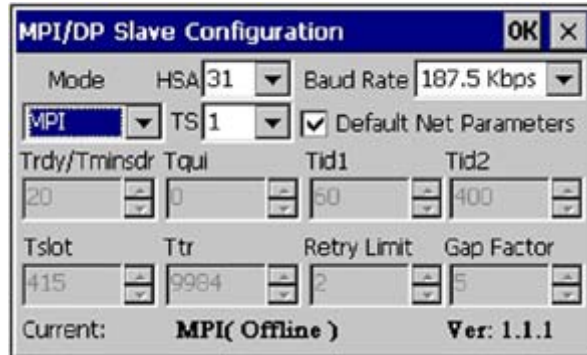 MPI/DP Slave Configuration OK ×
Mode HSA 31 Baud Rate 187.5 Kbps
MPI TS 1 Default Net Parameters
Trdy/Tminsdr Tqui Tid1 Tid2
20 0 60 400
Tslot Ttr Retry Limit Gap Factor
415 9984 2 5
Current: MPI( Offline ) Ver: 1.1.1